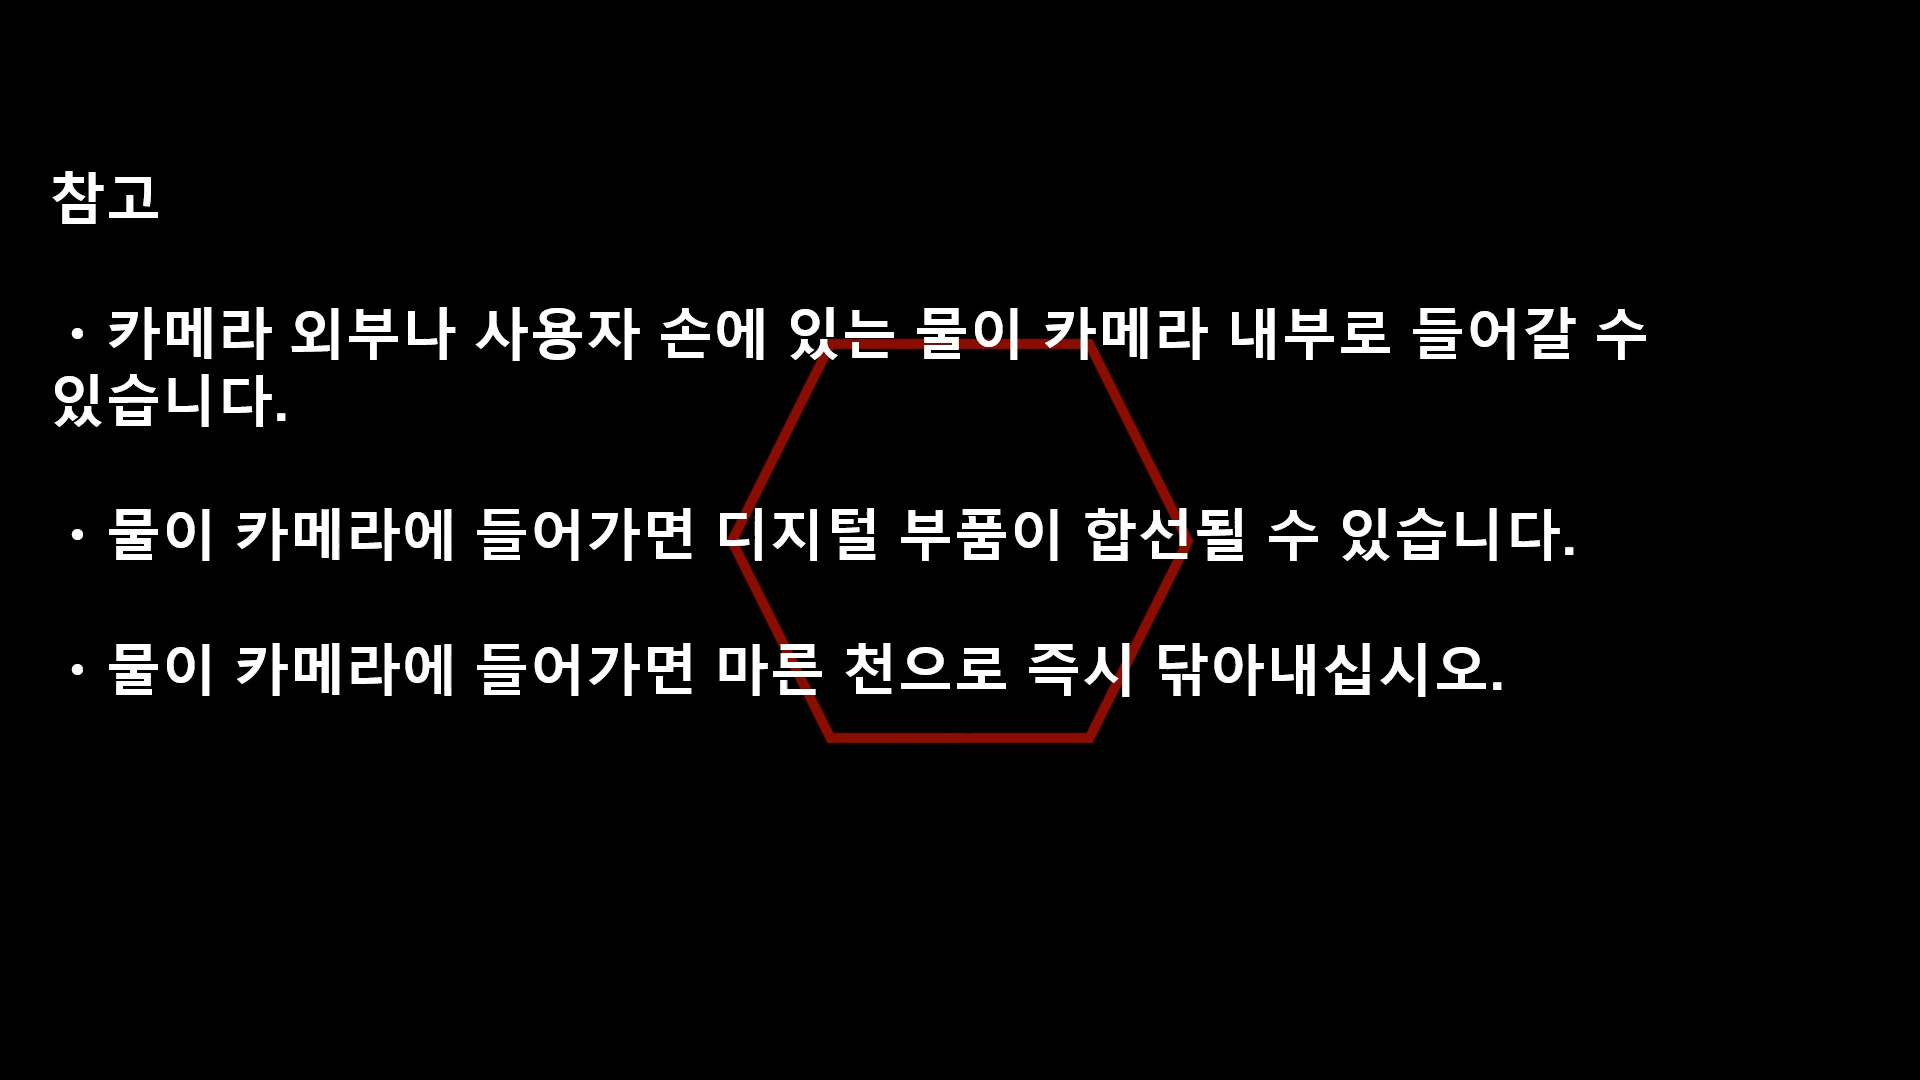 참고
• 카메라 외부나 사용자 손에 있는 물이 카메라 내부로 들어갈 수
있습니다.
• 물이 카메라에 들어가면 디지털 부품이 합선될 수 있습니다.
• 물이 카메라에 들어가면 마른 천으로 즉시 닦아내십시오.